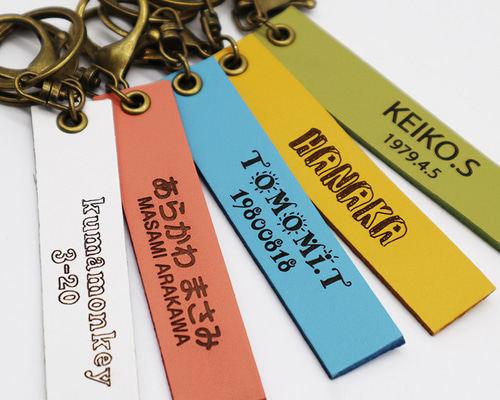 kumamonkey
3-20
あらかわ まさみ
MASAMI ARAKAWA
TOMOMI.T
19800818
HANAKA
KEIKO.S
1979.4.5